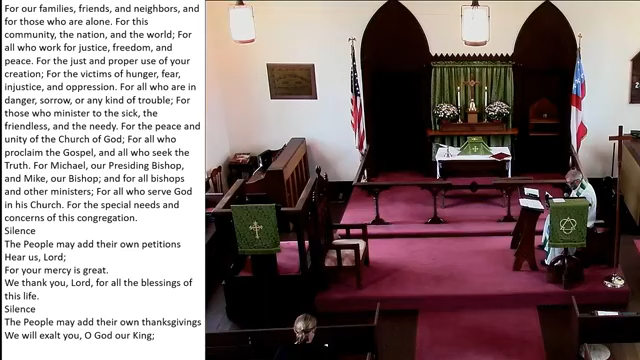 For our families, friends, and neighbors, and
for those who are alone. For this
community, the nation, and the world; For
all who work for justice, freedom, and
peace. For the just and proper use of your
creation; For the victims of hunger, fear,
injustice, and oppression. For all who are in
danger, sorrow, or any kind of trouble; For
those who minister to the sick, the
friendless, and the needy. For the peace and
unity of the Church of God; For all who
proclaim the Gospel, and all who seek the
Truth. For Michael, our Presiding Bishop,
and Mike, our Bishop; and for all bishops
and other ministers; For all who serve God
in his Church. For the special needs and
concerns of this congregation.
Silence
The People may add their own petitions
Hear us, Lord;
For your mercy is great.
We thank you, Lord, for all the blessings of
this life.
Silence
The People may add their own thanksgivings
We will exalt you, O God our King;